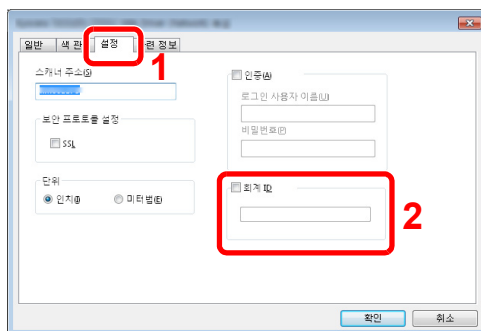 일반
색 관
설정
련 정보
1
스캐너 주소(S)
보안 프로토콜 설정
SSL
단위
인치(I)
미터법(E)
인증(A)
로그인 사용자 이름(U)
비밀번호(P)
회계 ID
2
확인
취소